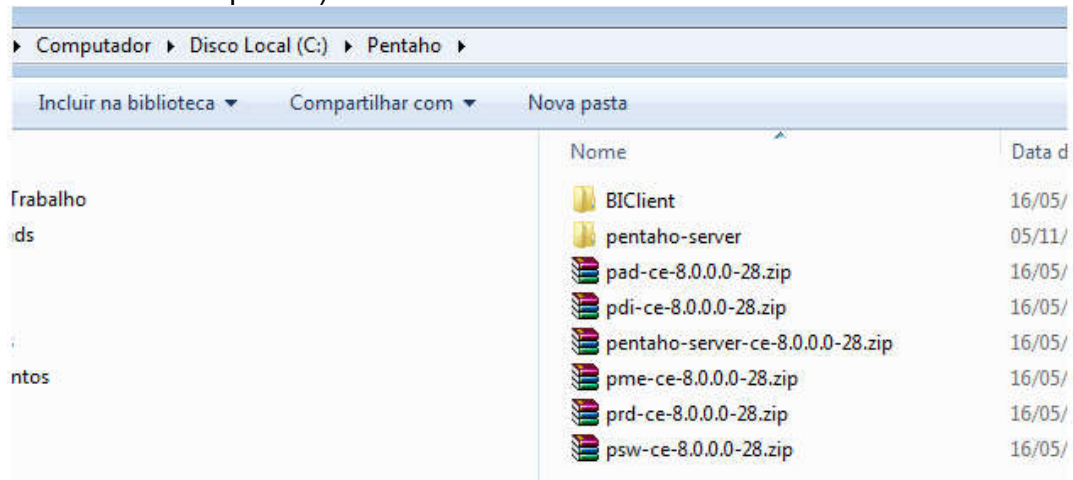 Computador ▸ Disco Local (C:) ▸ Pentaho ▸
Incluir na biblioteca ▾ Compartilhar com ▾ Nova pasta
Nome Data d
Trabalho
BIClient 16/05/
ds
pentaho-server 05/11/
pad-ce-8.0.0.0-28.zip 16/05/
pdi-ce-8.0.0.0-28.zip 16/05/
pentaho-server-ce-8.0.0.0-28.zip 16/05/
ntos
pme-ce-8.0.0.0-28.zip 16/05/
prd-ce-8.0.0.0-28.zip 16/05/
psw-ce-8.0.0.0-28.zip 16/05/